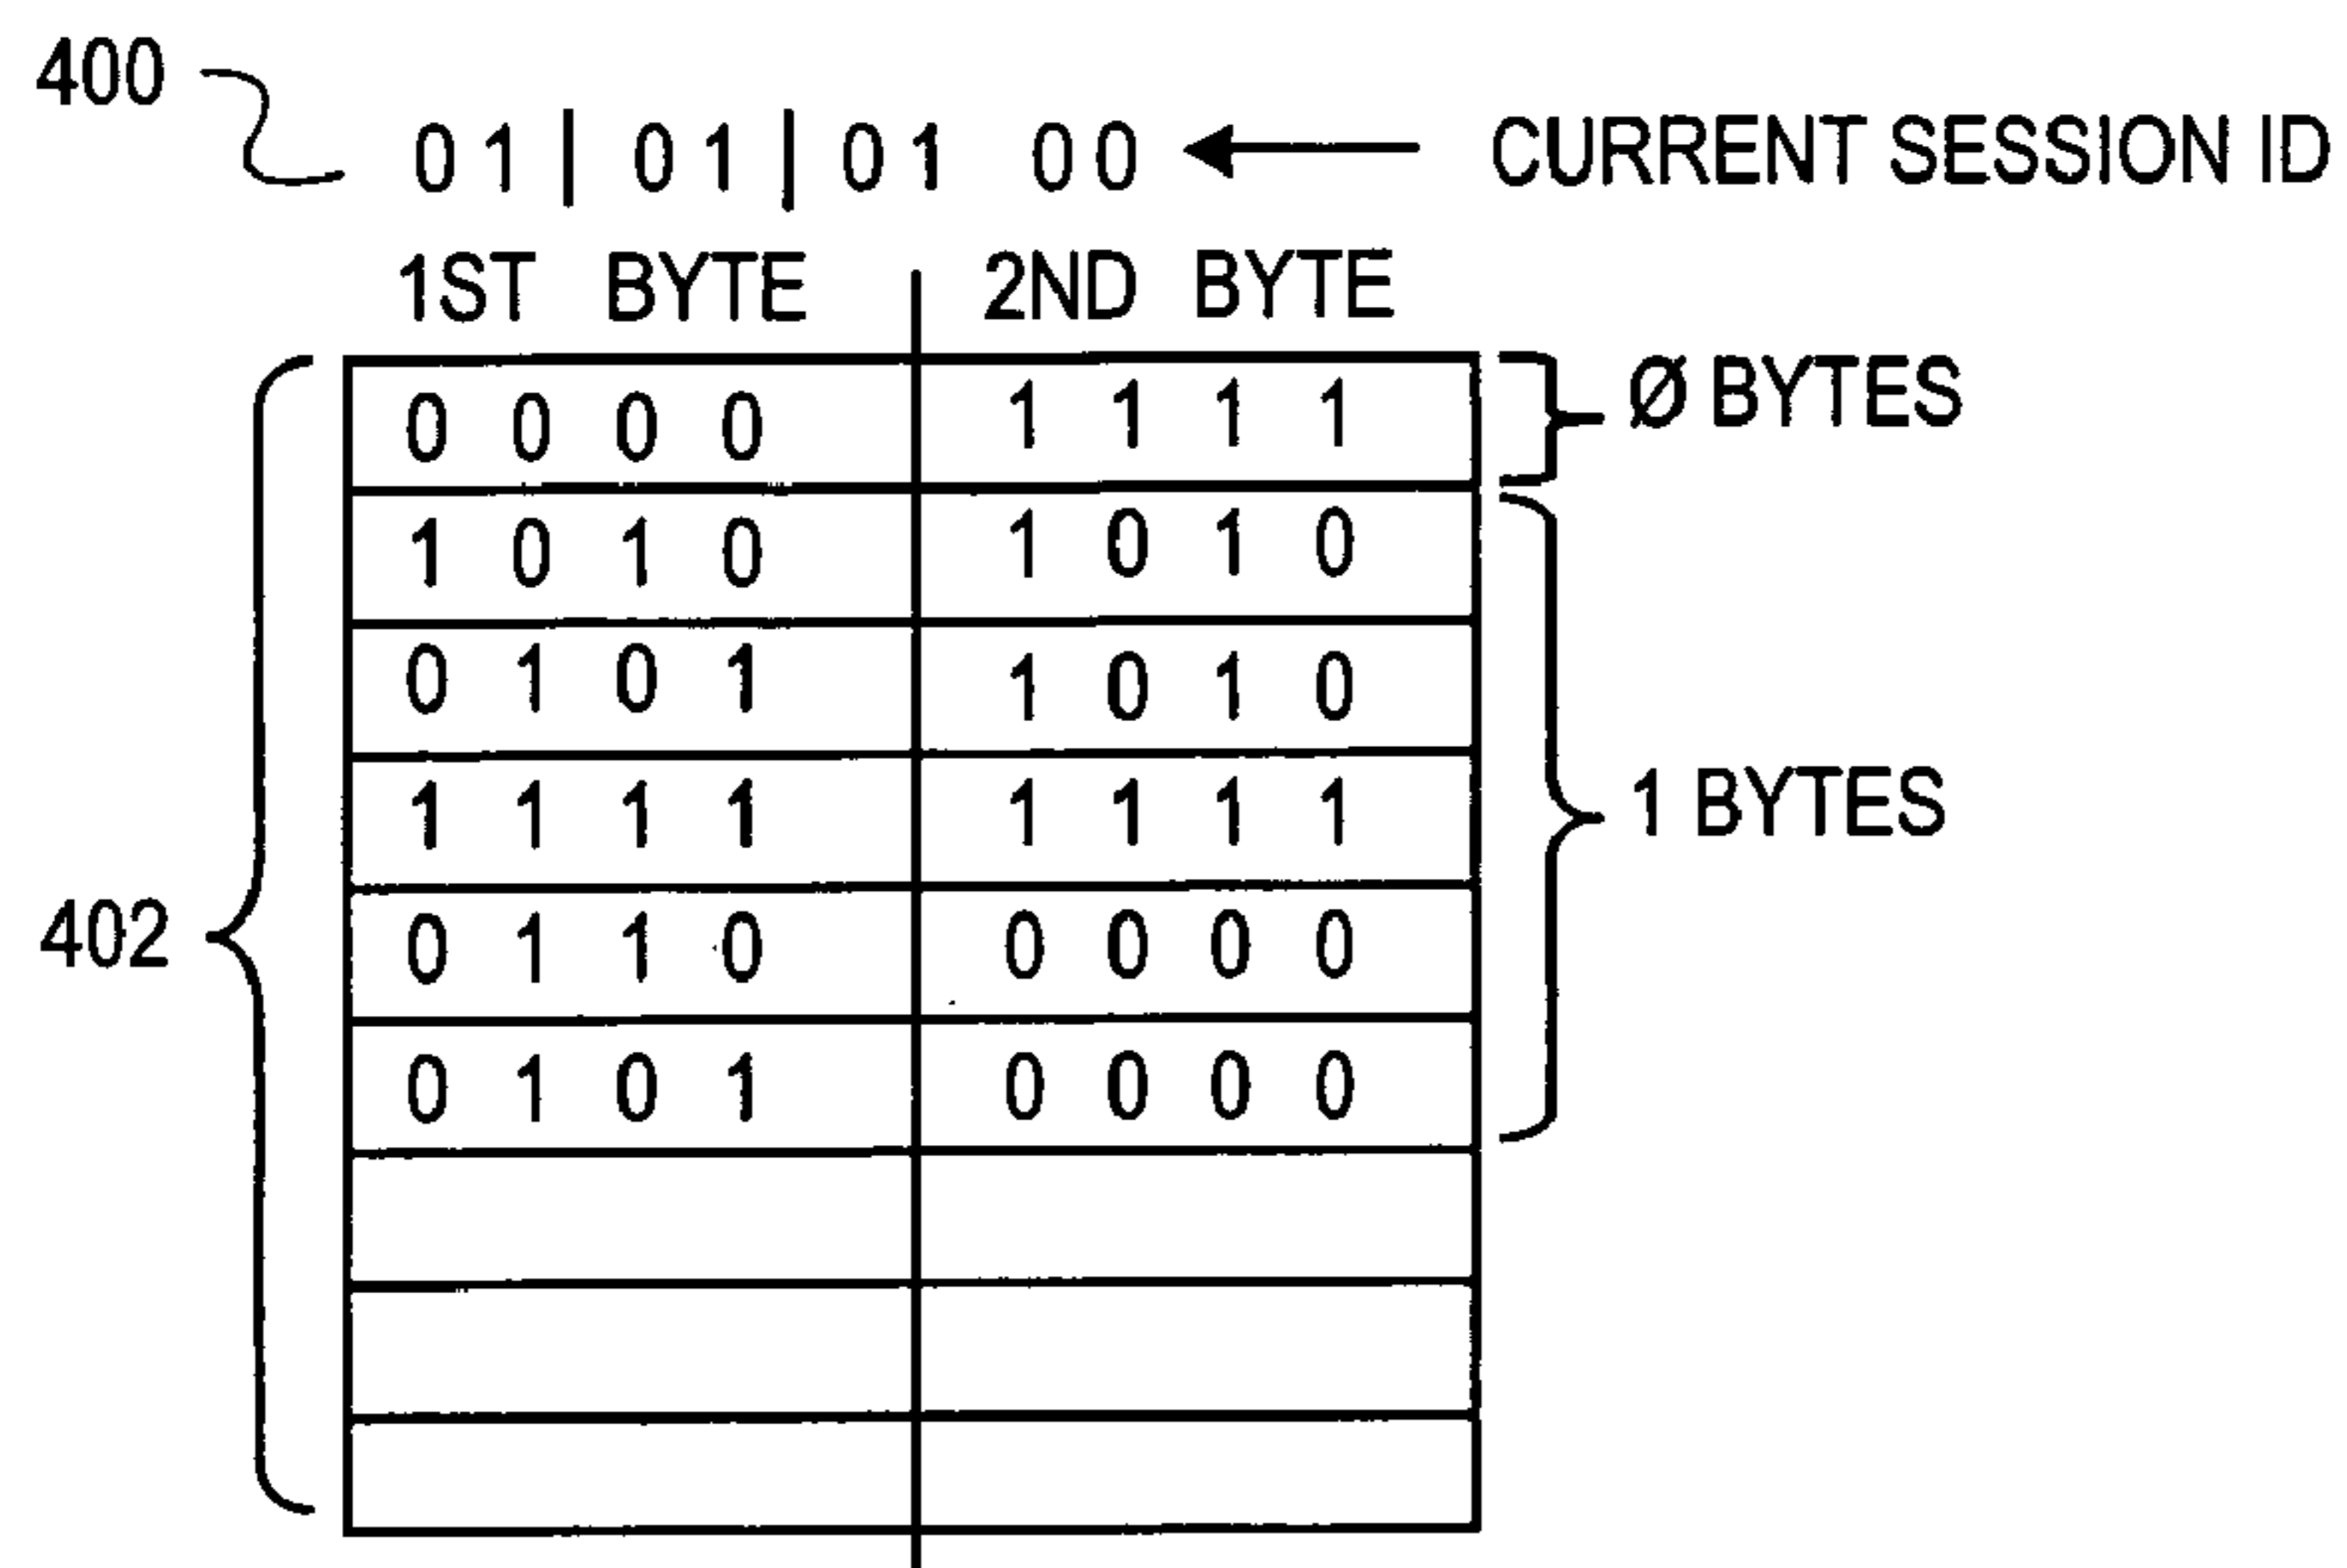 400
01| 01| 01 00 CURRENT SESSION ID
1ST BYTE 2ND BYTE
0 0 0 0 1 1 1 1 Ø BYTES
1 0 1 0 1 0 1 0
0 1 0 1 1 0 1 0
1 1 1 1 1 1 1 1 1 BYTES
402 0 1 1 0 0 0 0 0
0 1 0 1 0 0 0 0